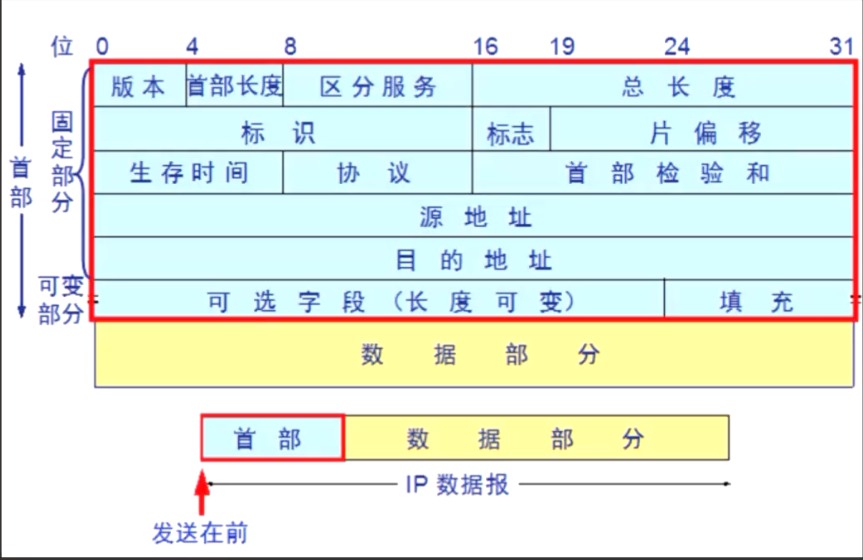 位 0 4 8 16 19 24 31
版本 首部长度 区分服务 总长度
标识 标志 片偏移
生存时间 协议 首部检验和
源地址
目的地址
可选字段（长度可变） 填充
数据部分
首部
固定部分
可变部分
首部 数据部分
IP 数据报
发送在前